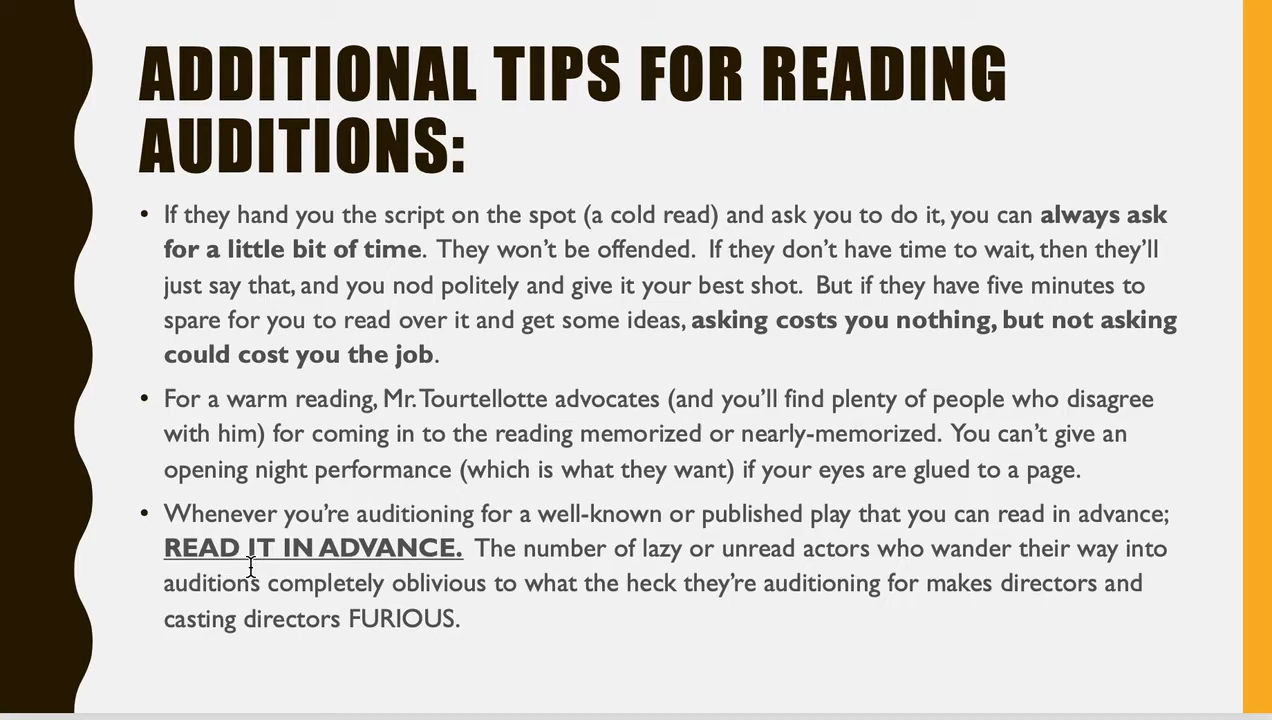 ADDITIONAL TIPS FOR READING
AUDITIONS:
• If they hand you the script on the spot (a cold read) and ask you to do it, you can always ask
for a little bit of time.  They won’t be offended.  If they don’t have time to wait, then they’ll
just say that, and you nod politely and give it your best shot.  But if they have five minutes to
spare for you to read over it and get some ideas, asking costs you nothing, but not asking
could cost you the job.
• For a warm reading, Mr. Tourtellotte advocates (and you’ll find plenty of people who disagree
with him) for coming in to the reading memorized or nearly-memorized.  You can’t give an
opening night performance (which is what they want) if your eyes are glued to a page.
• Whenever you’re auditioning for a well-known or published play that you can read in advance;
READ IT IN ADVANCE.  The number of lazy or unread actors who wander their way into
auditions completely oblivious to what the heck they’re auditioning for makes directors and
casting directors FURIOUS.